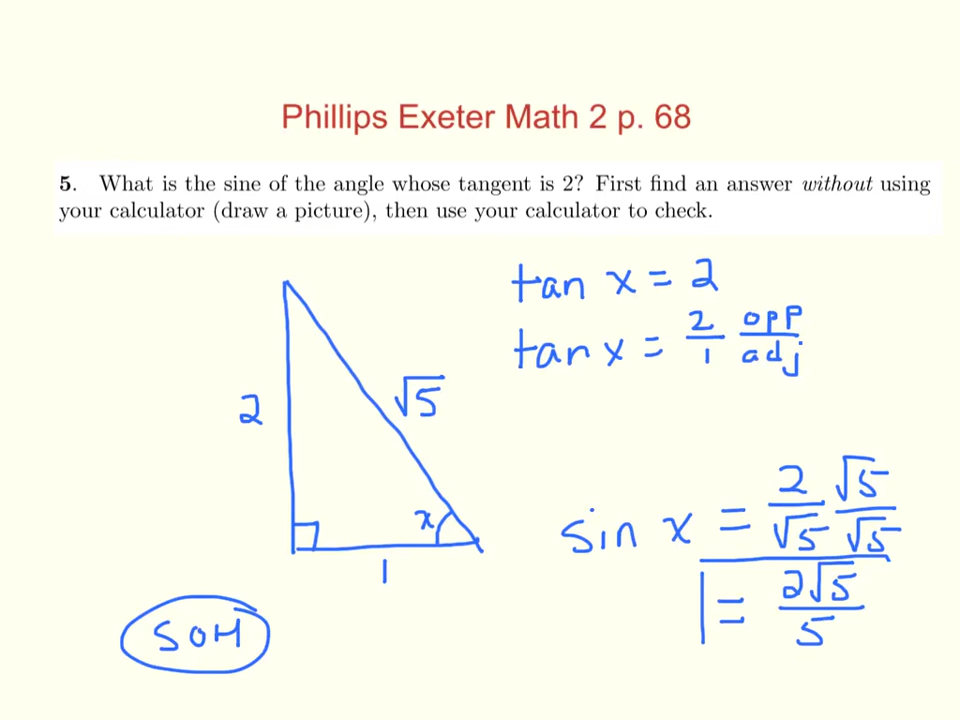 Phillips Exeter Math 2 p. 68
5. What is the sine of the angle whose tangent is 2? First find an answer without using
your calculator (draw a picture), then use your calculator to check.
tan x = 2
tan x = 2/1 opp/adj
2
√5
x
1
sin x = 2/√5 · √5/√5
= 2√5/5
SOH